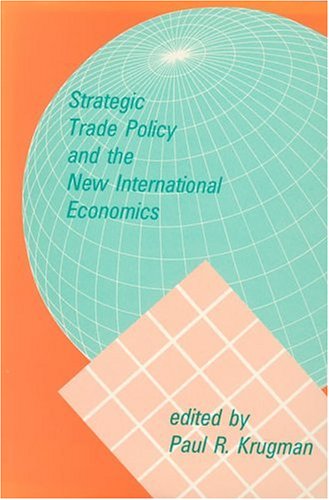 Strategic
Trade Policy
and the
New International
Economics
edited by
Paul R. Krugman